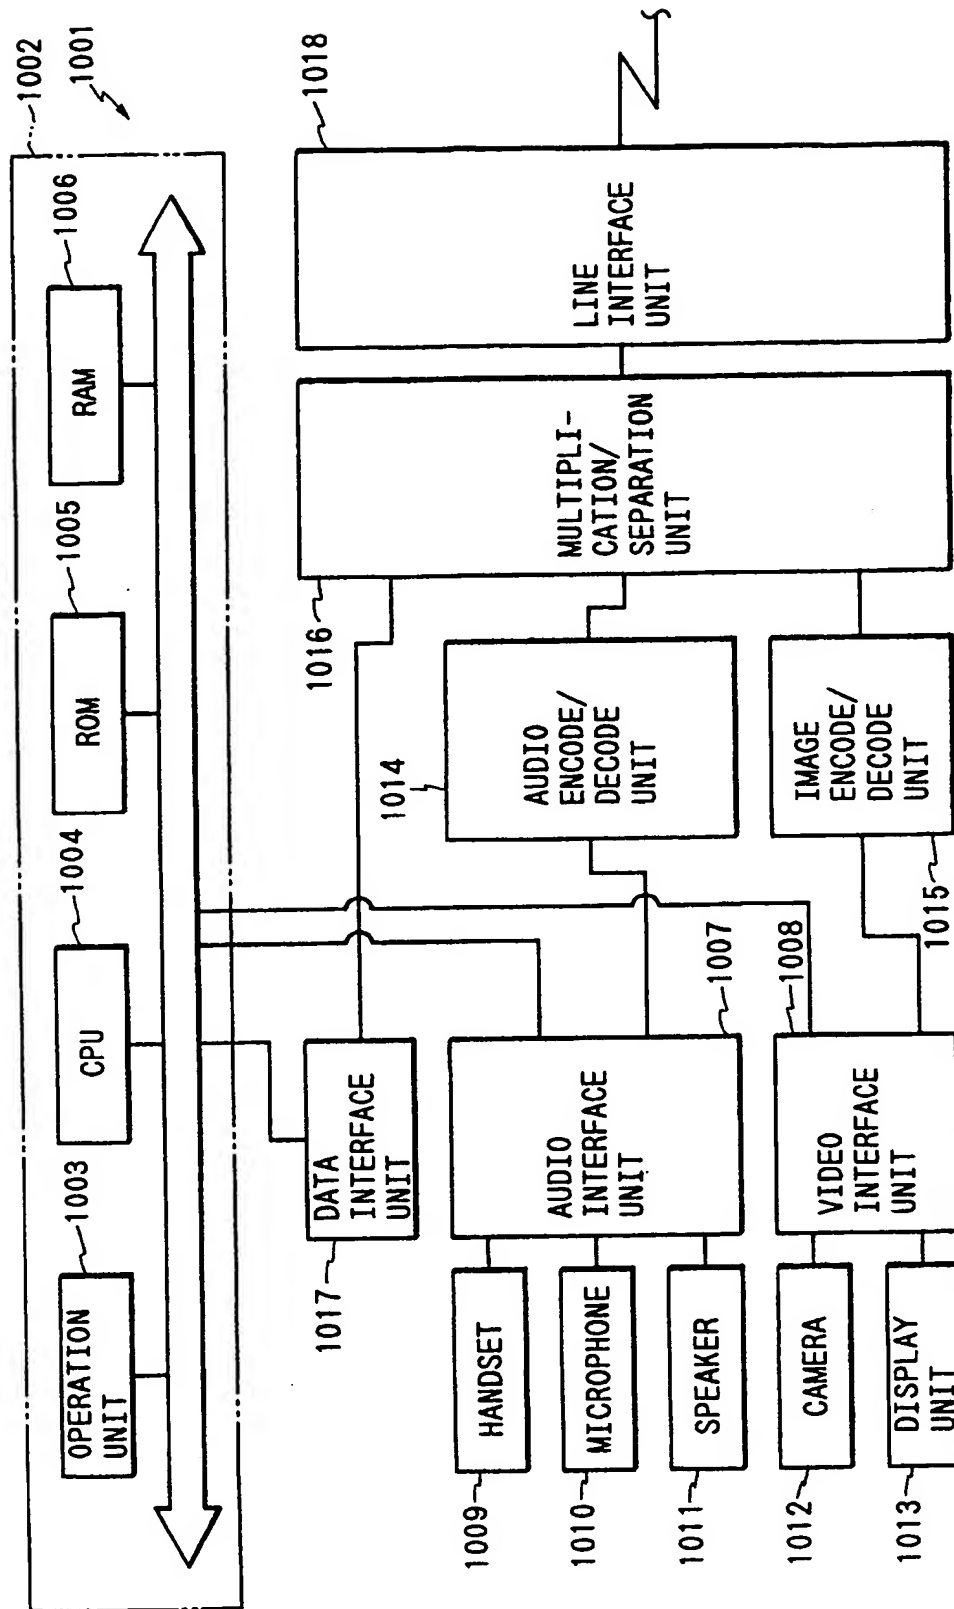 1002
1001
1003
1004
1005
1006
OPERATION
UNIT
CPU
ROM
RAM
1017
DATA
INTERFACE
UNIT
1016
1018
1009
HANDSET
1010
MICROPHONE
1011
SPEAKER
AUDIO
INTERFACE
UNIT
1007
1014
AUDIO
ENCODE/
DECODE
UNIT
MULTIPLI-
CATION/
SEPARATION
UNIT
LINE
INTERFACE
UNIT
1012
CAMERA
1013
DISPLAY
UNIT
VIDEO
INTERFACE
UNIT
1008
1015
IMAGE
ENCODE/
DECODE
UNIT